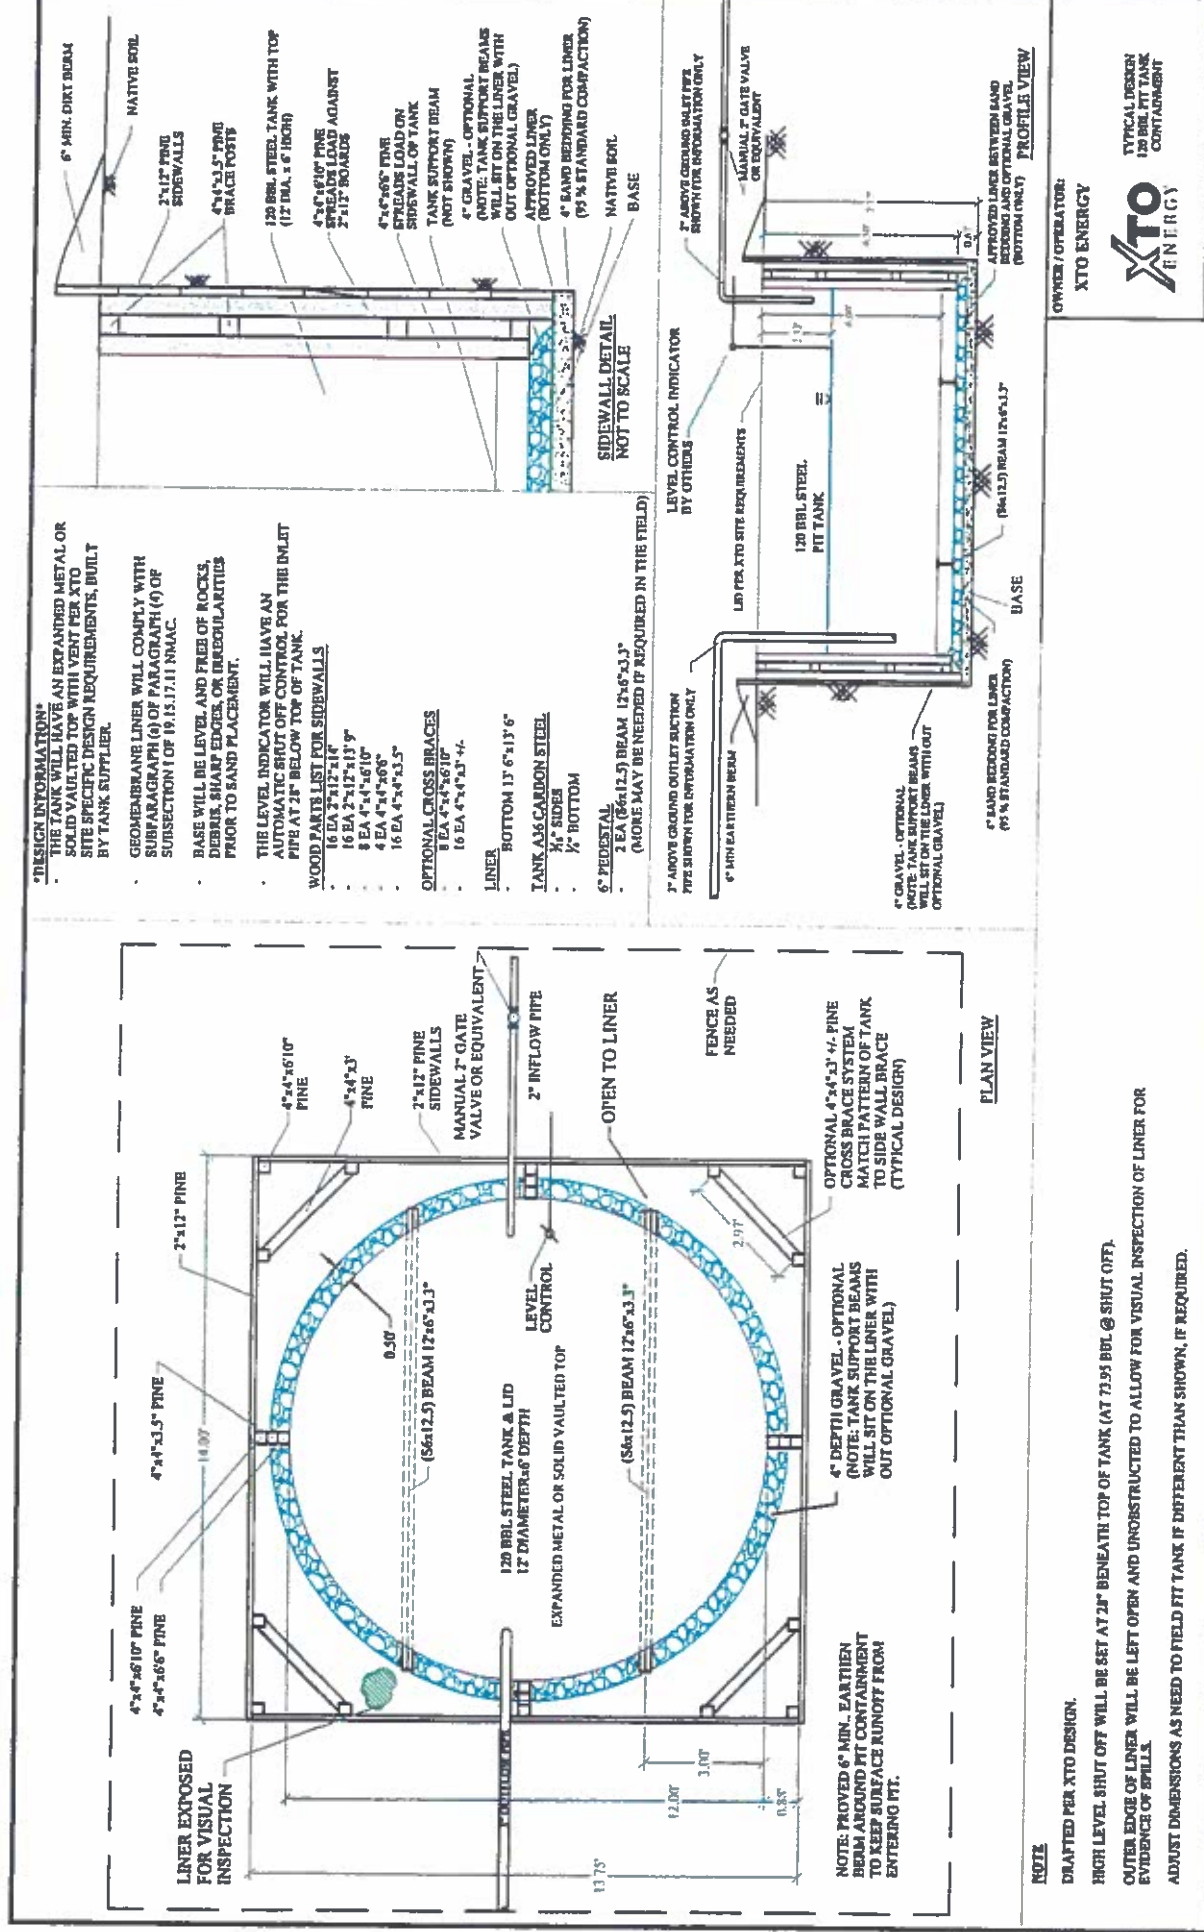 *DESIGN INFORMATION*
- THE TANK WILL HAVE AN EXPANDED METAL OR
SOLID VAULTED TOP WITH VENT PER XTO
SITE SPECIFIC DESIGN REQUIREMENTS, BUILT
BY TANK SUPPLIER.
- GEOMEMBRANE LINER WILL COMPLY WITH
SUBPARAGRAPH (a) OF PARAGRAPH (4) OF
SUBSECTION I OF 19.15.17.11 NMAC.
- BASE WILL BE LEVEL AND FREE OF ROCKS,
DEBRIS, SHARP EDGES, OR IRREGULARITIES
PRIOR TO SAND PLACEMENT.
- THE LEVEL INDICATOR WILL HAVE AN
AUTOMATIC SHUT OFF CONTROL FOR THE INLET
PIPE AT 28" BELOW TOP OF TANK.
WOOD PARTS LIST FOR SIDEWALLS
- 16 EA 2"x12"x14'
- 16 EA 2"x12"x13' 9"
- 8 EA 4"x4"x6'10"
- 4 EA 4"x4"x6'6"
- 16 EA 4"x4"x3.5"
OPTIONAL CROSS BRACES
- 8 EA 4"x4"x6'10"
- 16 EA 4"x4"x3' +/-
LINER
- BOTTOM 13' 6"x13' 6"
TANK A36 CARBON STEEL
- 3/16" SIDES
- 1/4" BOTTOM
6" PEDESTAL
- 2 EA (S6x12.5) BEAM 12'x6"x3.3"
(MORE MAY BE NEEDED IF REQUIRED IN THE FIELD)
6" MIN. DIRT BERM
NATIVE SOIL
2"x12" PINE
SIDEWALLS
4"x4"x3.5" PINE
BRACE POSTS
120 BBL STEEL TANK WITH TOP
(12' DIA. x 6' HIGH)
4"x4"x6'10" PINE
SPREADS LOAD AGAINST
2"x12" BOARDS
4"x4"x6'6" PINE
SPREADS LOAD ON
SIDEWALL OF TANK
TANK SUPPORT BEAM
(NOT SHOWN)
4" GRAVEL - OPTIONAL
(NOTE: TANK SUPPORT BEAMS
WILL SIT ON THE LINER WITH
OUT OPTIONAL GRAVEL)
APPROVED LINER
(BOTTOM ONLY)
4" SAND BEDDING FOR LINER
(95 % STANDARD COMPACTION)
NATIVE SOIL
BASE
SIDEWALL DETAIL
NOT TO SCALE
4"x4"x6'10" PINE
4"x4"x6'6" PINE
4"x4"x3.5" PINE
2"x12" PINE
14.00'
4"x4"x6'10"
PINE
4"x4"x3'
PINE
2"x12" PINE
SIDEWALLS
MANUAL 2" GATE
VALVE OR EQUIVALENT
2" INFLOW PIPE
OPEN TO LINER
FENCE AS
NEEDED
LINER EXPOSED
FOR VISUAL
INSPECTION
0.50'
(S6x12.5) BEAM 12'x6"x3.3"
120 BBL STEEL TANK & LID
12' DIAMETERx6' DEPTH
EXPANDED METAL OR SOLID VAULTED TOP
LEVEL
CONTROL
(S6x12.5) BEAM 12'x6"x3.3"
2.97'
3.00'
12.00'
0.88'
13.75'
OPTIONAL 4"x4"x3' +/- PINE
CROSS BRACE SYSTEM
MATCH PATTERN OF TANK
TO SIDE WALL BRACE
(TYPICAL DESIGN)
4" DEPTH GRAVEL - OPTIONAL
(NOTE: TANK SUPPORT BEAMS
WILL SIT ON THE LINER WITH
OUT OPTIONAL GRAVEL)
NOTE: PROVED 6" MIN. EARTHEN
BERM AROUND PIT CONTAINMENT
TO KEEP SURFACE RUNOFF FROM
ENTERING PIT.
PLAN VIEW
3" ABOVE GROUND OUTLET SUCTION
PIPE SHOWN FOR INFORMATION ONLY
6" MIN EARTHERN BERM
LEVEL CONTROL INDICATOR
BY OTHERS
LID PER XTO SITE REQUIREMENTS
120 BBL STEEL
PIT TANK
2" ABOVE GROUND INLET PIPE
SHOWN FOR INFORMATION ONLY
MANUAL 2" GATE VALVE
OR EQUIVALENT
6.00'
4" GRAVEL - OPTIONAL
(NOTE: TANK SUPPORT BEAMS
WILL SIT ON THE LINER WITH OUT
OPTIONAL GRAVEL)
4" SAND BEDDING FOR LINER
(95 % STANDARD COMPACTION)
BASE
(S6x12.5) BEAM 12'x6"x3.3"
APPROVED LINER BETWEEN SAND
BEDDING AND OPTIONAL GRAVEL
(BOTTOM ONLY)
PROFILE VIEW
NOTE
DRAFTED PER XTO DESIGN.
HIGH LEVEL SHUT OFF WILL BE SET AT 28" BENEATH TOP OF TANK (AT 73.95 BBL @ SHUT OFF).
OUTER EDGE OF LINER WILL BE LEFT OPEN AND UNOBSTRUCTED TO ALLOW FOR VISUAL INSPECTION OF LINER FOR
EVIDENCE OF SPILLS.
ADJUST DIMENSIONS AS NEED TO FIELD FIT TANK IF DIFFERENT THAN SHOWN, IF REQUIRED.
OWNER / OPERATOR:
XTO ENERGY
XTO
ENERGY
TYPICAL DESIGN
120 BBL PIT TANK
CONTAINMENT